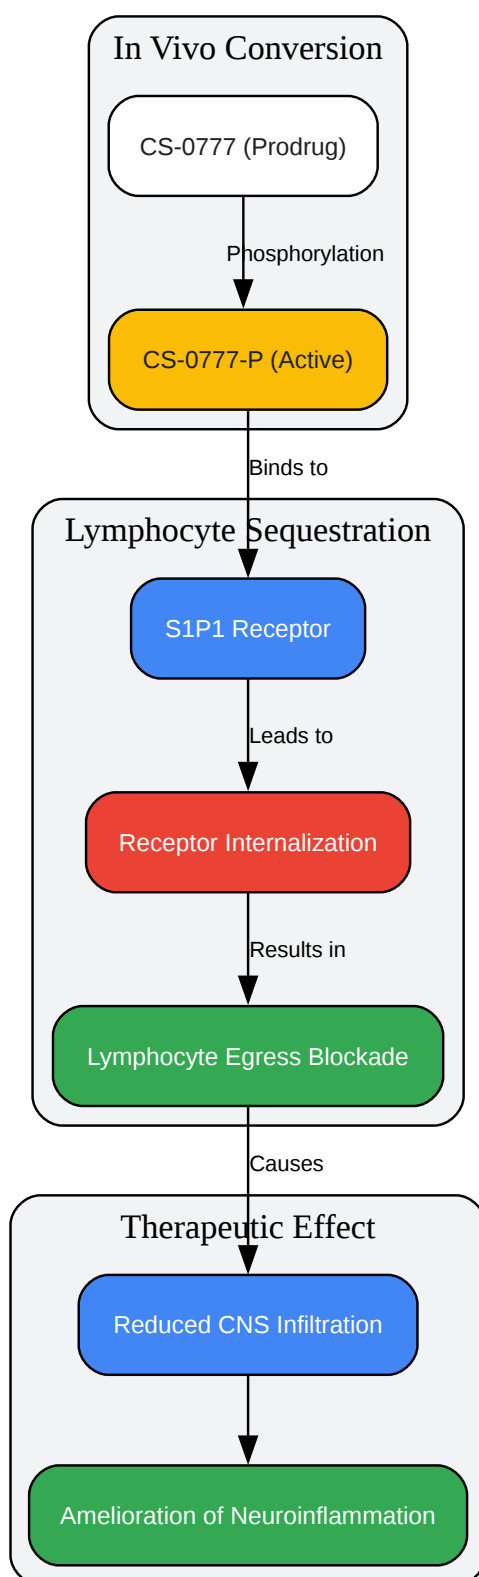 In Vivo Conversion
CS-0777 (Prodrug)
Phosphorylation
CS-0777-P (Active)
Binds to
Lymphocyte Sequestration
S1P1 Receptor
Leads to
Receptor Internalization
Results in
Lymphocyte Egress Blockade
Causes
Therapeutic Effect
Reduced CNS Infiltration
Amelioration of Neuroinflammation